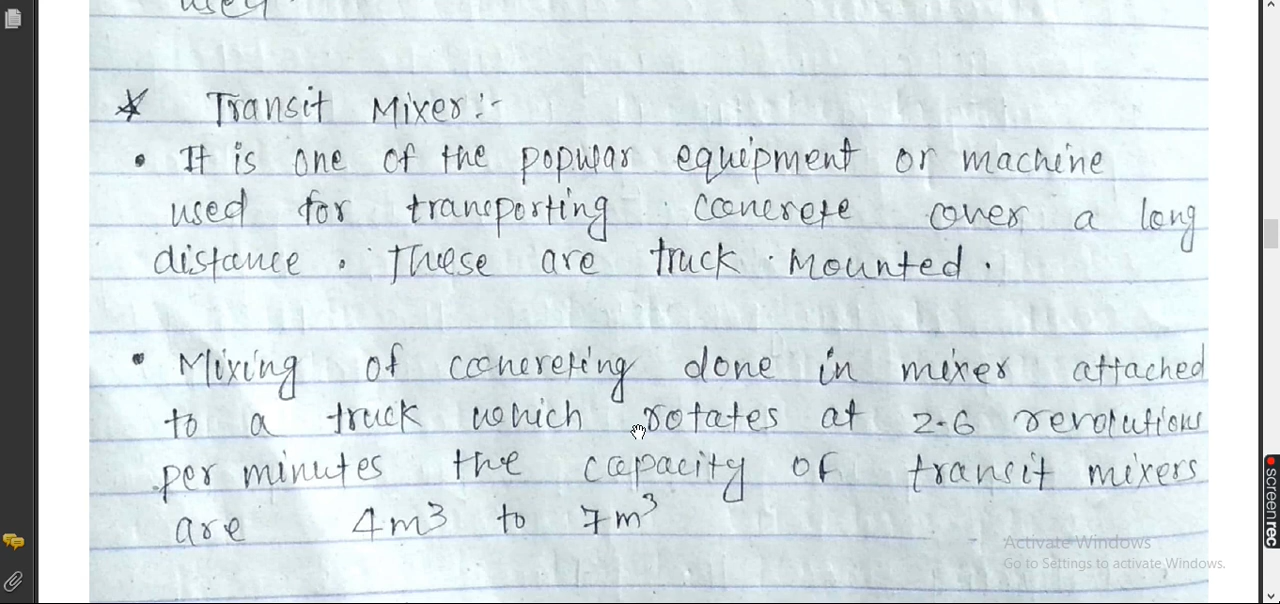 used
* Transit Mixer:-
• It is one of the popular equipment or machine
used for transporting concrete over a long
distance. These are truck mounted.
• Mixing of concreting done in mixer attached
to a truck which rotates at 2-6 revolutions
per minutes the capacity of transit mixers
are 4m³ to 7m³
Activate Windows
Go to Settings to activate Windows.
screenrec